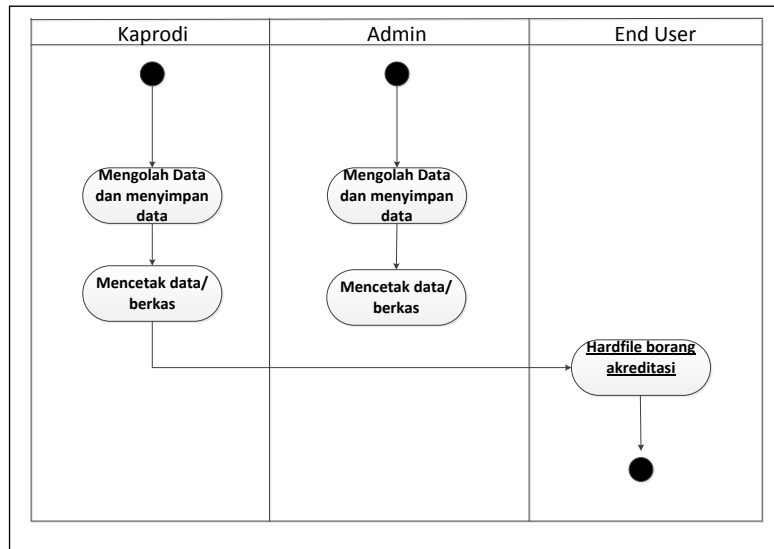 Kaprodi
Admin
End User
Mengolah Data
dan menyimpan
data
Mengolah Data
dan menyimpan
data
Mencetak data/
berkas
Mencetak data/
berkas
Hardfile borang
akreditasi